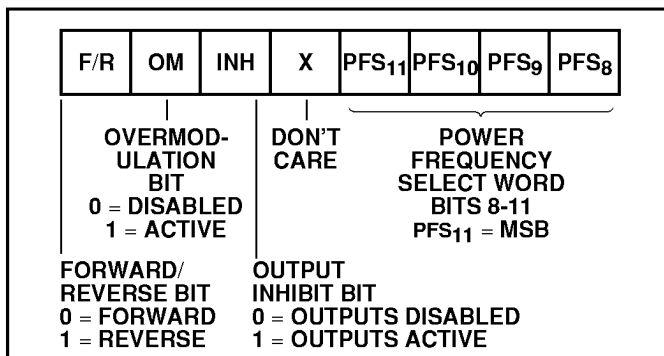 F/R OM INH X PFS11 PFS10 PFS9 PFS8
OVERMOD-
ULATION
BIT
0 = DISABLED
1 = ACTIVE
DON'T
CARE
POWER
FREQUENCY
SELECT WORD
BITS 8-11
PFS11 = MSB
FORWARD/
REVERSE BIT
0 = FORWARD
1 = REVERSE
OUTPUT
INHIBIT BIT
0 = OUTPUTS DISABLED
1 = OUTPUTS ACTIVE